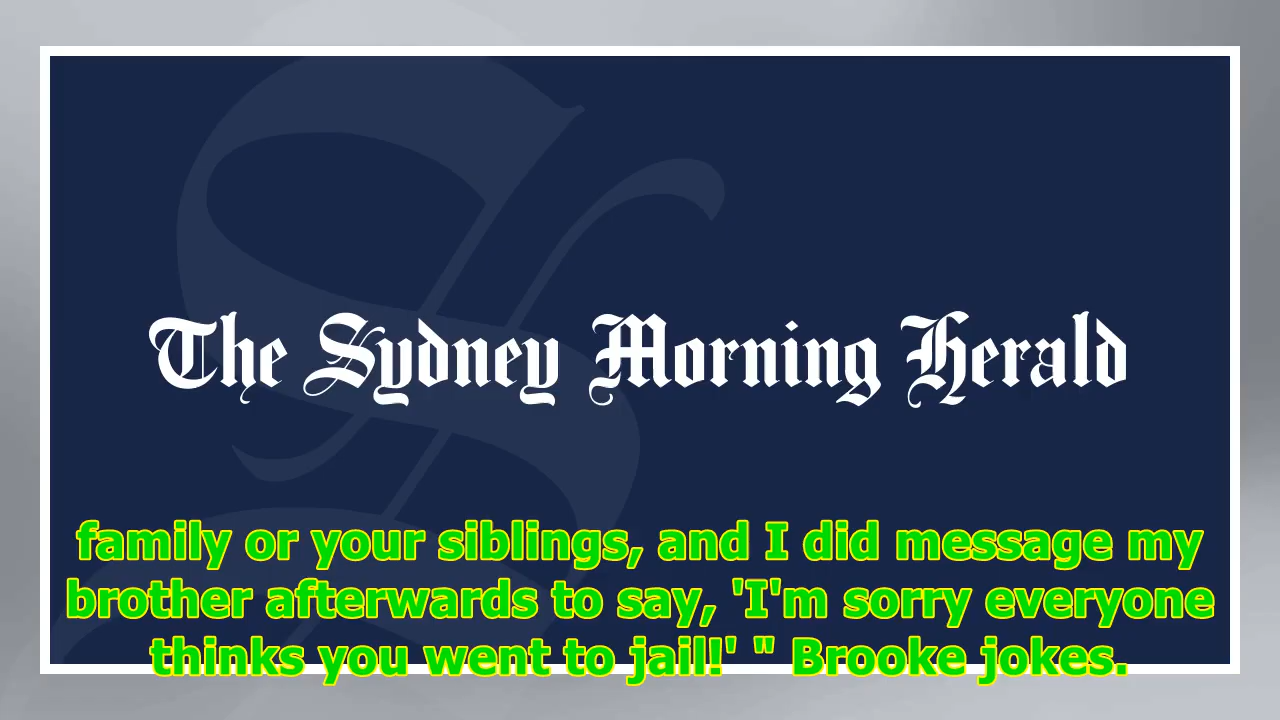 The Sydney Morning Herald
family or your siblings, and I did message my
brother afterwards to say, 'I'm sorry everyone
thinks you went to jail!' " Brooke jokes.